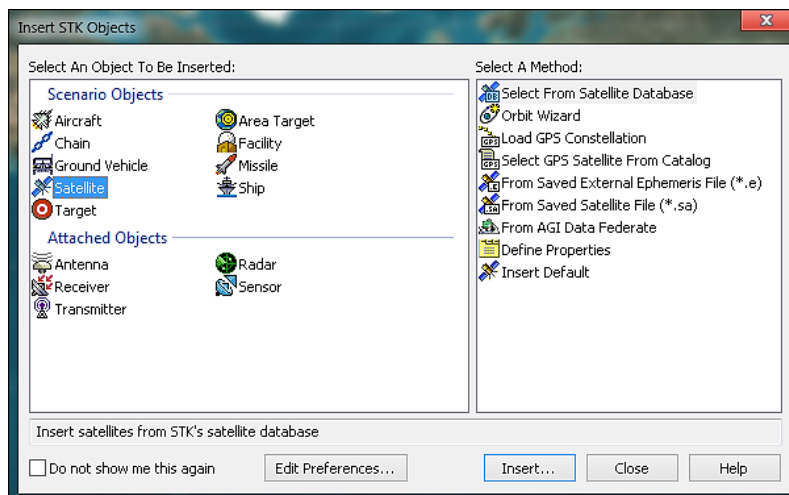 Insert STK Objects
Select An Object To Be Inserted:
Scenario Objects
Aircraft
Area Target
Chain
Facility
Ground Vehicle
Missile
Satellite
Ship
Target
Attached Objects
Antenna
Radar
Receiver
Sensor
Transmitter
Select A Method:
Select From Satellite Database
Orbit Wizard
Load GPS Constellation
Select GPS Satellite From Catalog
From Saved External Ephemeris File (*.e)
From Saved Satellite File (*.sa)
From AGI Data Federate
Define Properties
Insert Default
Insert satellites from STK's satellite database
Do not show me this again
Edit Preferences...
Insert...
Close
Help